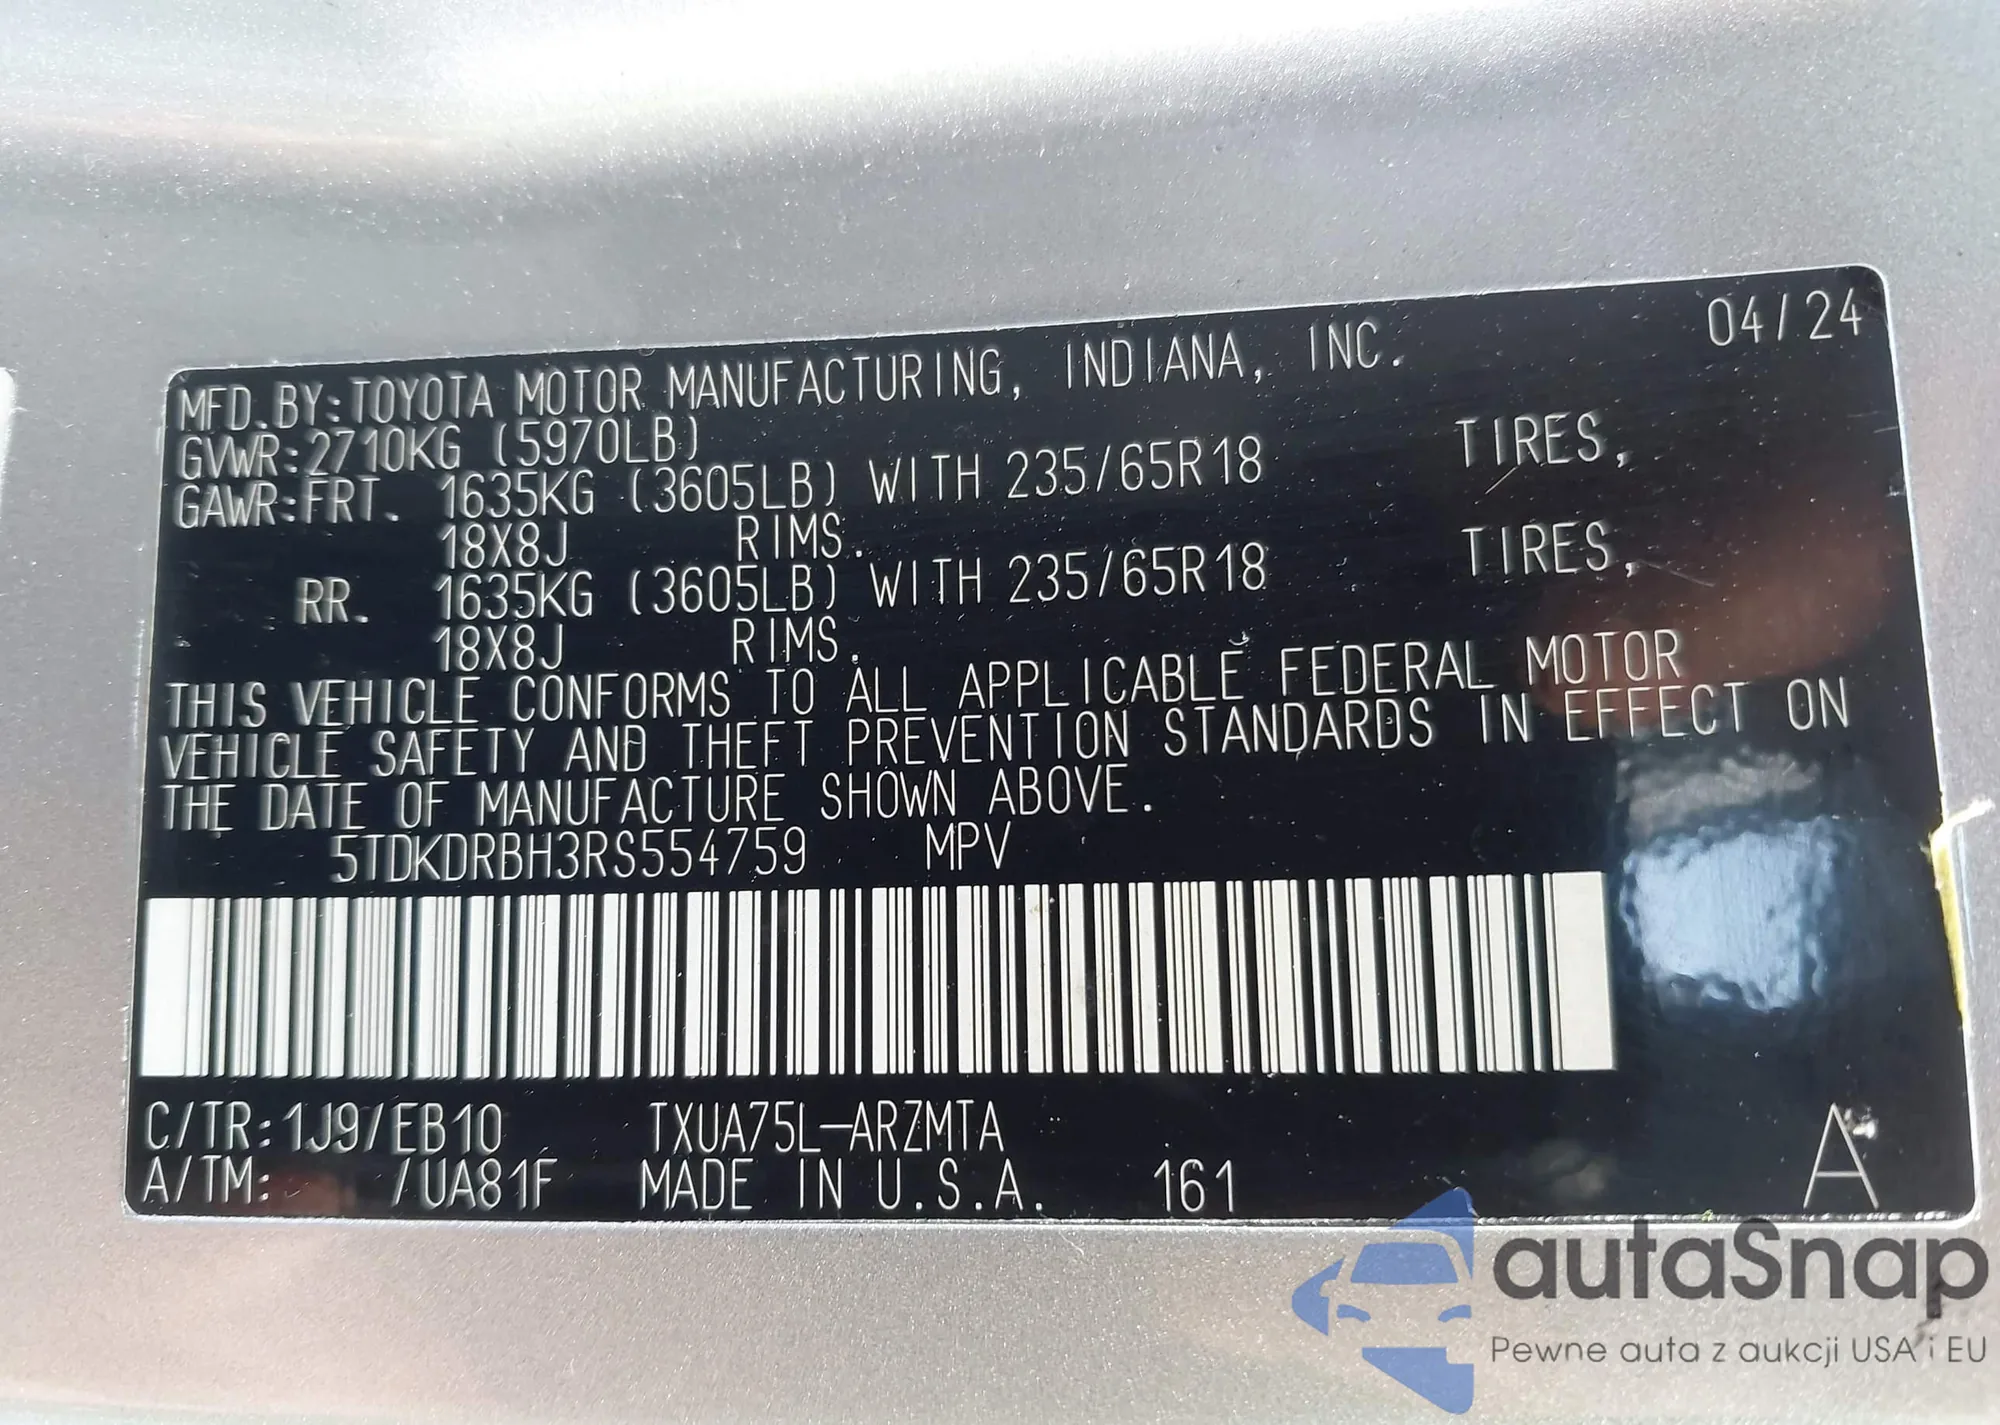 04/24
MFD.BY:TOYOTA MOTOR MANUFACTURING, INDIANA, INC.
GVWR:2710KG (5970LB)
GAWR:FRT. 1635KG (3605LB) WITH 235/65R18 TIRES,
18X8J RIMS.
RR. 1635KG (3605LB) WITH 235/65R18 TIRES,
18X8J RIMS.
THIS VEHICLE CONFORMS TO ALL APPLICABLE FEDERAL MOTOR
VEHICLE SAFETY AND THEFT PREVENTION STANDARDS IN EFFECT ON
THE DATE OF MANUFACTURE SHOWN ABOVE.
5TDKDRBH3RS554759 MPV
C/TR:1J9/EB10 TXUA75L-ARZMTA
A/TM: /UA81F MADE IN U.S.A. 161 A
autaSnap
Pewne auta z aukcji USA i EU